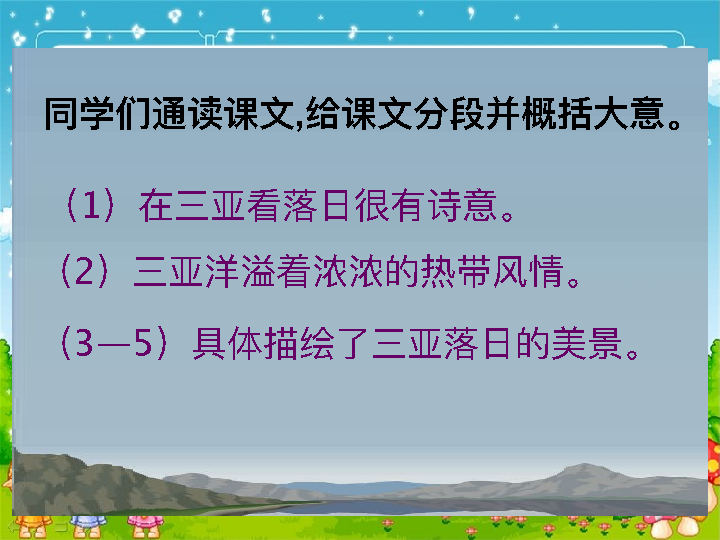 同学们通读课文,给课文分段并概括大意。
（1）在三亚看落日很有诗意。
（2）三亚洋溢着浓浓的热带风情。
（3—5）具体描绘了三亚落日的美景。